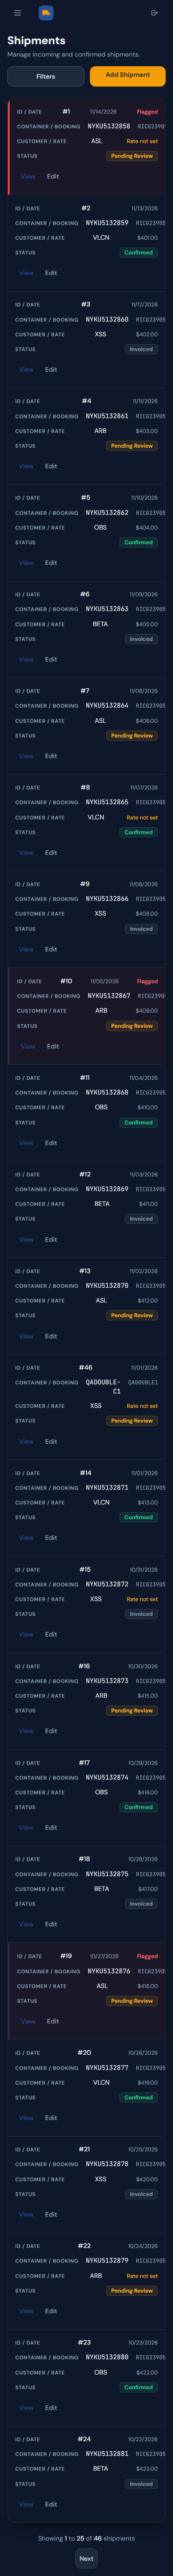 Shipments
Manage incoming and confirmed shipments.
Filters Add Shipment
ID / DATE #1 11/14/2026 Flagged
CONTAINER / BOOKING NYKU5132858
CUSTOMER / RATE ASL Rate not set
STATUS Pending Review
View Edit
ID / DATE #2 11/13/2026
CONTAINER / BOOKING NYKU5132859
CUSTOMER / RATE VLCN $401.00
STATUS Confirmed
View Edit
ID / DATE #3 11/12/2026
CONTAINER / BOOKING NYKU5132860
CUSTOMER / RATE XSS $402.00
STATUS Invoiced
View Edit
ID / DATE #4 11/11/2026
CONTAINER / BOOKING NYKU5132861
CUSTOMER / RATE ARB $403.00
STATUS Pending Review
View Edit
ID / DATE #5 11/10/2026
CONTAINER / BOOKING NYKU5132862
CUSTOMER / RATE OBS $404.00
STATUS Confirmed
View Edit
ID / DATE #6 11/09/2026
CONTAINER / BOOKING NYKU5132863
CUSTOMER / RATE BETA $405.00
STATUS Invoiced
View Edit
ID / DATE #7 11/08/2026
CONTAINER / BOOKING NYKU5132864
CUSTOMER / RATE ASL $406.00
STATUS Pending Review
View Edit
ID / DATE #8 11/07/2026
CONTAINER / BOOKING NYKU5132865
CUSTOMER / RATE VLCN Rate not set
STATUS Confirmed
View Edit
ID / DATE #9 11/06/2026
CONTAINER / BOOKING NYKU5132866
CUSTOMER / RATE XSS $408.00
STATUS Invoiced
View Edit
ID / DATE #10 11/05/2026 Flagged
CONTAINER / BOOKING NYKU5132867
CUSTOMER / RATE ARB $409.00
STATUS Pending Review
View Edit
ID / DATE #11 11/04/2026
CONTAINER / BOOKING NYKU5132868
CUSTOMER / RATE OBS $410.00
STATUS Confirmed
View Edit
ID / DATE #12 11/03/2026
CONTAINER / BOOKING NYKU5132869
CUSTOMER / RATE BETA $411.00
STATUS Invoiced
View Edit
ID / DATE #13 11/02/2026
CONTAINER / BOOKING NYKU5132870
CUSTOMER / RATE ASL $412.00
STATUS Pending Review
View Edit
ID / DATE #46 11/01/2026
CONTAINER / BOOKING QADOUBLE- QADOUBLE1
C1
CUSTOMER / RATE XSS Rate not set
STATUS Pending Review
View Edit
ID / DATE #14 11/01/2026
CONTAINER / BOOKING NYKU5132871
CUSTOMER / RATE VLCN $413.00
STATUS Confirmed
View Edit
ID / DATE #15 10/31/2026
CONTAINER / BOOKING NYKU5132872
CUSTOMER / RATE XSS Rate not set
STATUS Invoiced
View Edit
ID / DATE #16 10/30/2026
CONTAINER / BOOKING NYKU5132873
CUSTOMER / RATE ARB $415.00
STATUS Pending Review
View Edit
ID / DATE #17 10/29/2026
CONTAINER / BOOKING NYKU5132874
CUSTOMER / RATE OBS $416.00
STATUS Confirmed
View Edit
ID / DATE #18 10/28/2026
CONTAINER / BOOKING NYKU5132875
CUSTOMER / RATE BETA $417.00
STATUS Invoiced
View Edit
ID / DATE #19 10/27/2026 Flagged
CONTAINER / BOOKING NYKU5132876
CUSTOMER / RATE ASL $418.00
STATUS Pending Review
View Edit
ID / DATE #20 10/26/2026
CONTAINER / BOOKING NYKU5132877
CUSTOMER / RATE VLCN $419.00
STATUS Confirmed
View Edit
ID / DATE #21 10/25/2026
CONTAINER / BOOKING NYKU5132878
CUSTOMER / RATE XSS $420.00
STATUS Invoiced
View Edit
ID / DATE #22 10/24/2026
CONTAINER / BOOKING NYKU5132879
CUSTOMER / RATE ARB Rate not set
STATUS Pending Review
View Edit
ID / DATE #23 10/23/2026
CONTAINER / BOOKING NYKU5132880
CUSTOMER / RATE OBS $422.00
STATUS Confirmed
View Edit
ID / DATE #24 10/22/2026
CONTAINER / BOOKING NYKU5132881
CUSTOMER / RATE BETA $423.00
STATUS Invoiced
View Edit
Showing 1 to 25 of 46 shipments
Next